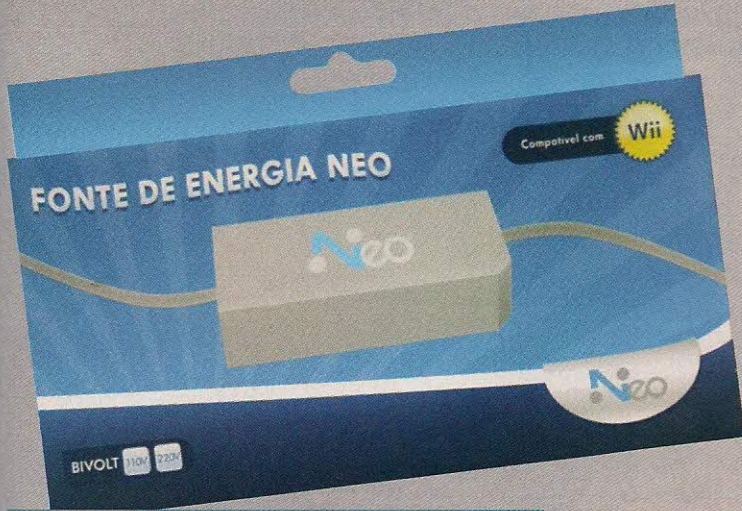 Compatível com Wii
FONTE DE ENERGIA NEO
Neo
Neo
BIVOLT 110V 220V